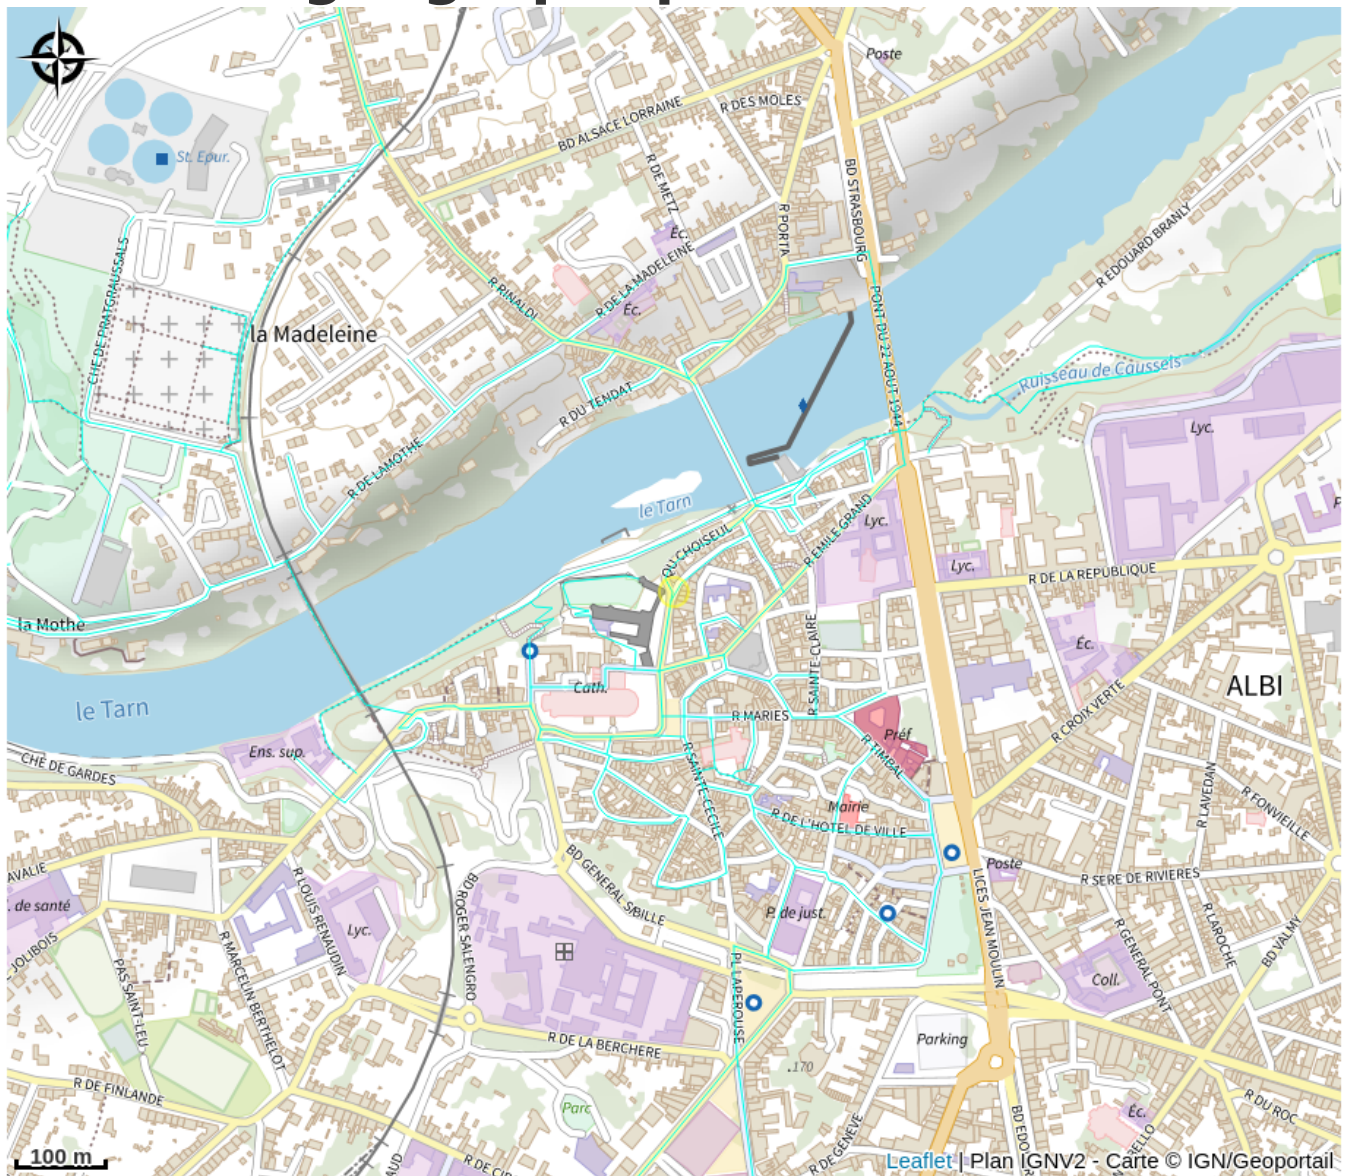 Poste
R DES MOLES
BD ALSACE LORRAINE
St. Epur.
R DE METZ
BD STRASBOURG
R PORTA
Éc.
R EDOUARD BRANLY
CHE DE PRATGRAUSSALS
R DE LA MADELEINE
R RINALDI
Éc.
la Madeleine
PONT DU 22 AOUT 1944
Ruisseau de Caussels
R DU TENDAT
Lyc.
R DE LAMOTHE
le Tarn
QU CHOISEUL
R EMILE GRAND
Lyc.
Lyc.
R DE LA REPUBLIQUE
la Mothe
R SAINTE-CLAIRE
Éc.
ALBI
Cath.
le Tarn
R MARIES
R CROIX VERTE
Préf
R TIMBAL
Ens. sup.
CHE DE GARDES
R SAINTE-CECILE
R LAVEDAN
R FONVIEILLE
Mairie
R DE L'HOTEL DE VILLE
Poste
BD GENERAL SIBILLE
R SERE DE RIVIERES
AVALIE
. de santé
BD ROGER SALENGRO
R LOUIS RENAUDIN
LICES JEAN MOULIN
P. de just.
Lyc.
R LAROCHE
R GENERAL PONT
BD VALMY
JOLIBOIS
R MARCELIN BERTHELOT
PAS SAINT-LEU
PL LAPEROUSE
Coll.
R DE LA BERCHERE
Parking
.170
R DE FINLANDE
Parc
R DE GENEVE
BD EDO
Éc.
R DU ROC
BELLO
AUD
R DE CI
100 m
Leaflet | Plan IGNV2 - Carte © IGN/Geoportail